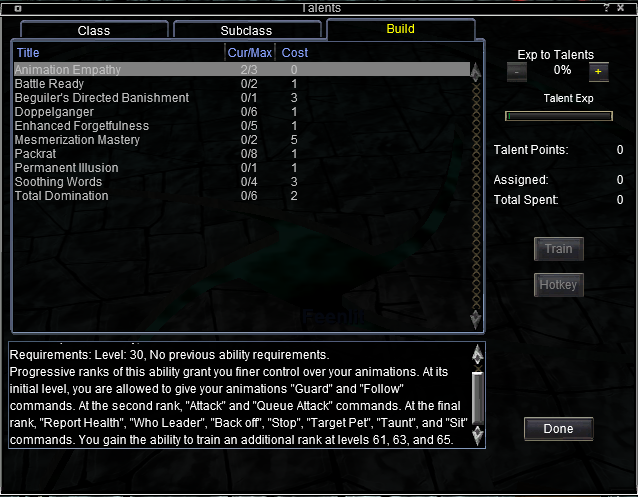 Talents
? X
Class Subclass Build
Title Cur/Max Cost
Animation Empathy 2/3 0
Battle Ready 0/2 1
Beguiler's Directed Banishment 0/1 3
Doppelganger 0/6 1
Enhanced Forgetfulness 0/5 1
Mesmerization Mastery 0/2 5
Packrat 0/8 1
Permanent Illusion 0/1 1
Soothing Words 0/4 3
Total Domination 0/6 2
Requirements: Level: 30, No previous ability requirements.
Progressive ranks of this ability grant you finer control over your animations. At its
initial level, you are allowed to give your animations "Guard" and "Follow"
commands. At the second rank, "Attack" and "Queue Attack" commands. At the final
rank, "Report Health", "Who Leader", "Back off", "Stop", "Target Pet", "Taunt", and "Sit"
commands. You gain the ability to train an additional rank at levels 61, 63, and 65.
Exp to Talents
- 0% +
Talent Exp
Talent Points: 0
Assigned: 0
Total Spent: 0
Train
Hotkey
Done